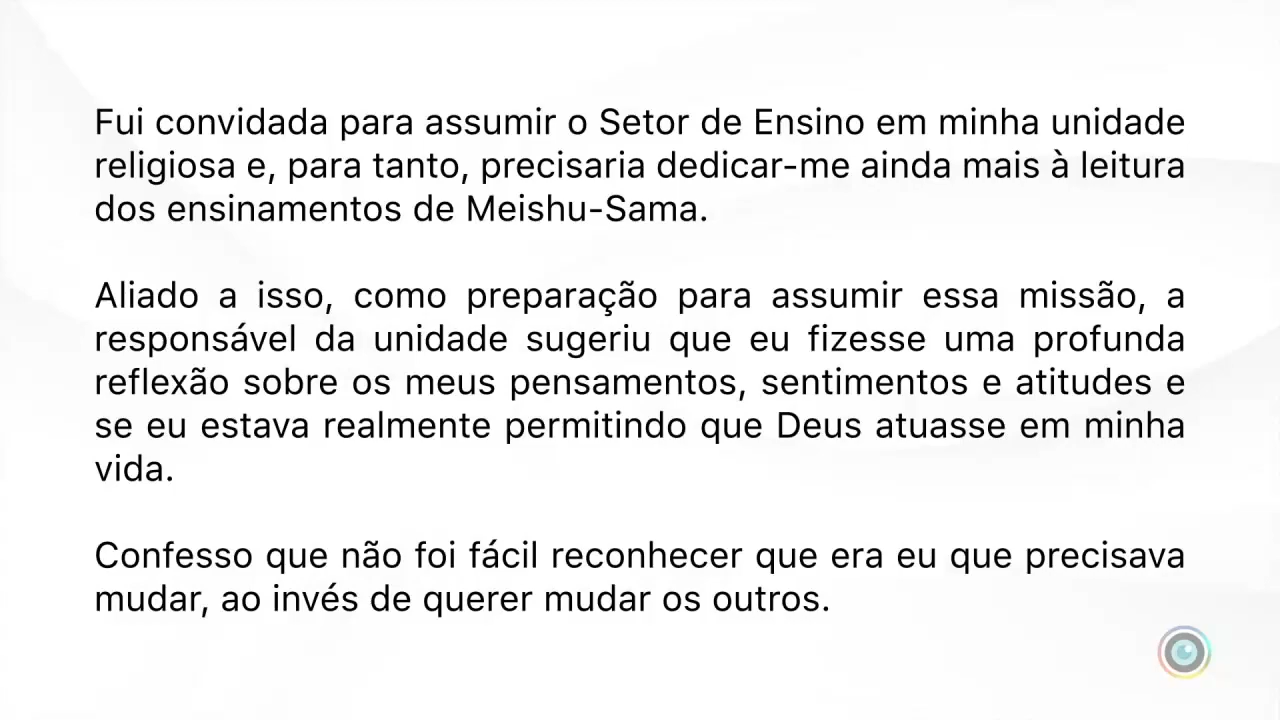 Fui convidada para assumir o Setor de Ensino em minha unidade
religiosa e, para tanto, precisaria dedicar-me ainda mais à leitura
dos ensinamentos de Meishu-Sama.
Aliado a isso, como preparação para assumir essa missão, a
responsável da unidade sugeriu que eu fizesse uma profunda
reflexão sobre os meus pensamentos, sentimentos e atitudes e
se eu estava realmente permitindo que Deus atuasse em minha
vida.
Confesso que não foi fácil reconhecer que era eu que precisava
mudar, ao invés de querer mudar os outros.